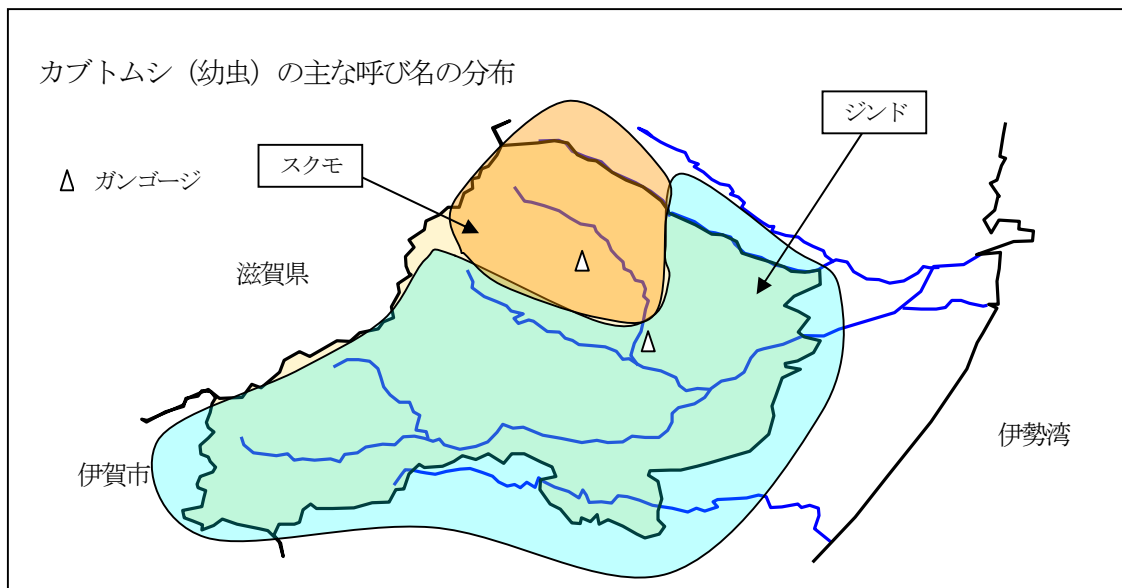 カブトムシ（幼虫）の主な呼び名の分布
ジンド
スクモ
ガンゴージ
滋賀県
伊勢湾
伊賀市